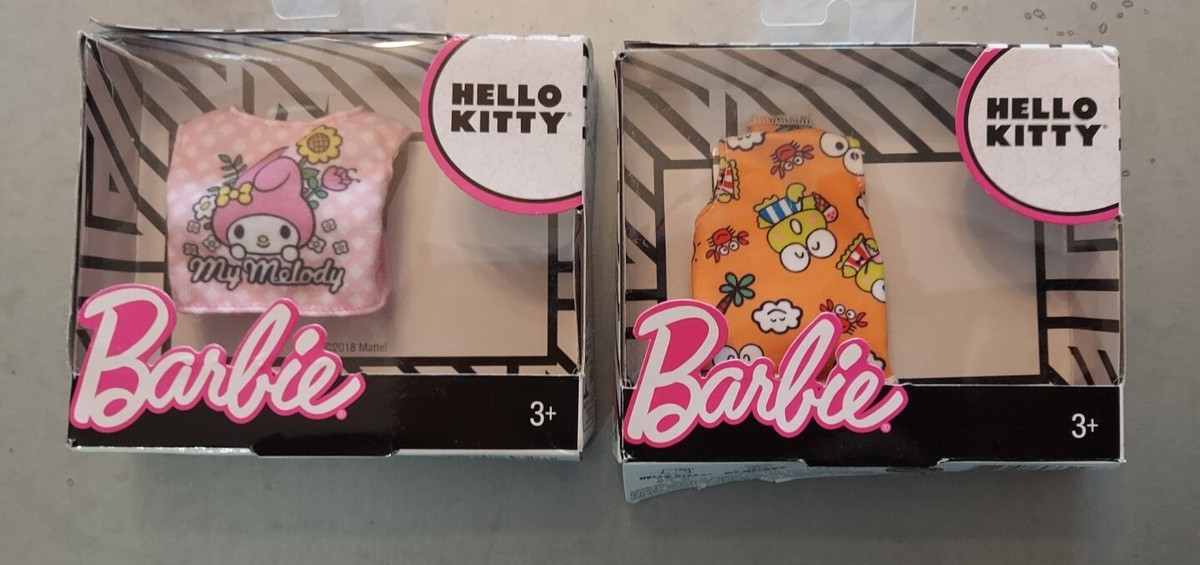 HELLO
KITTY®
My Melody
©2018 Mattel
Barbie®
3+
HELLO
KITTY®
Barbie®
3+